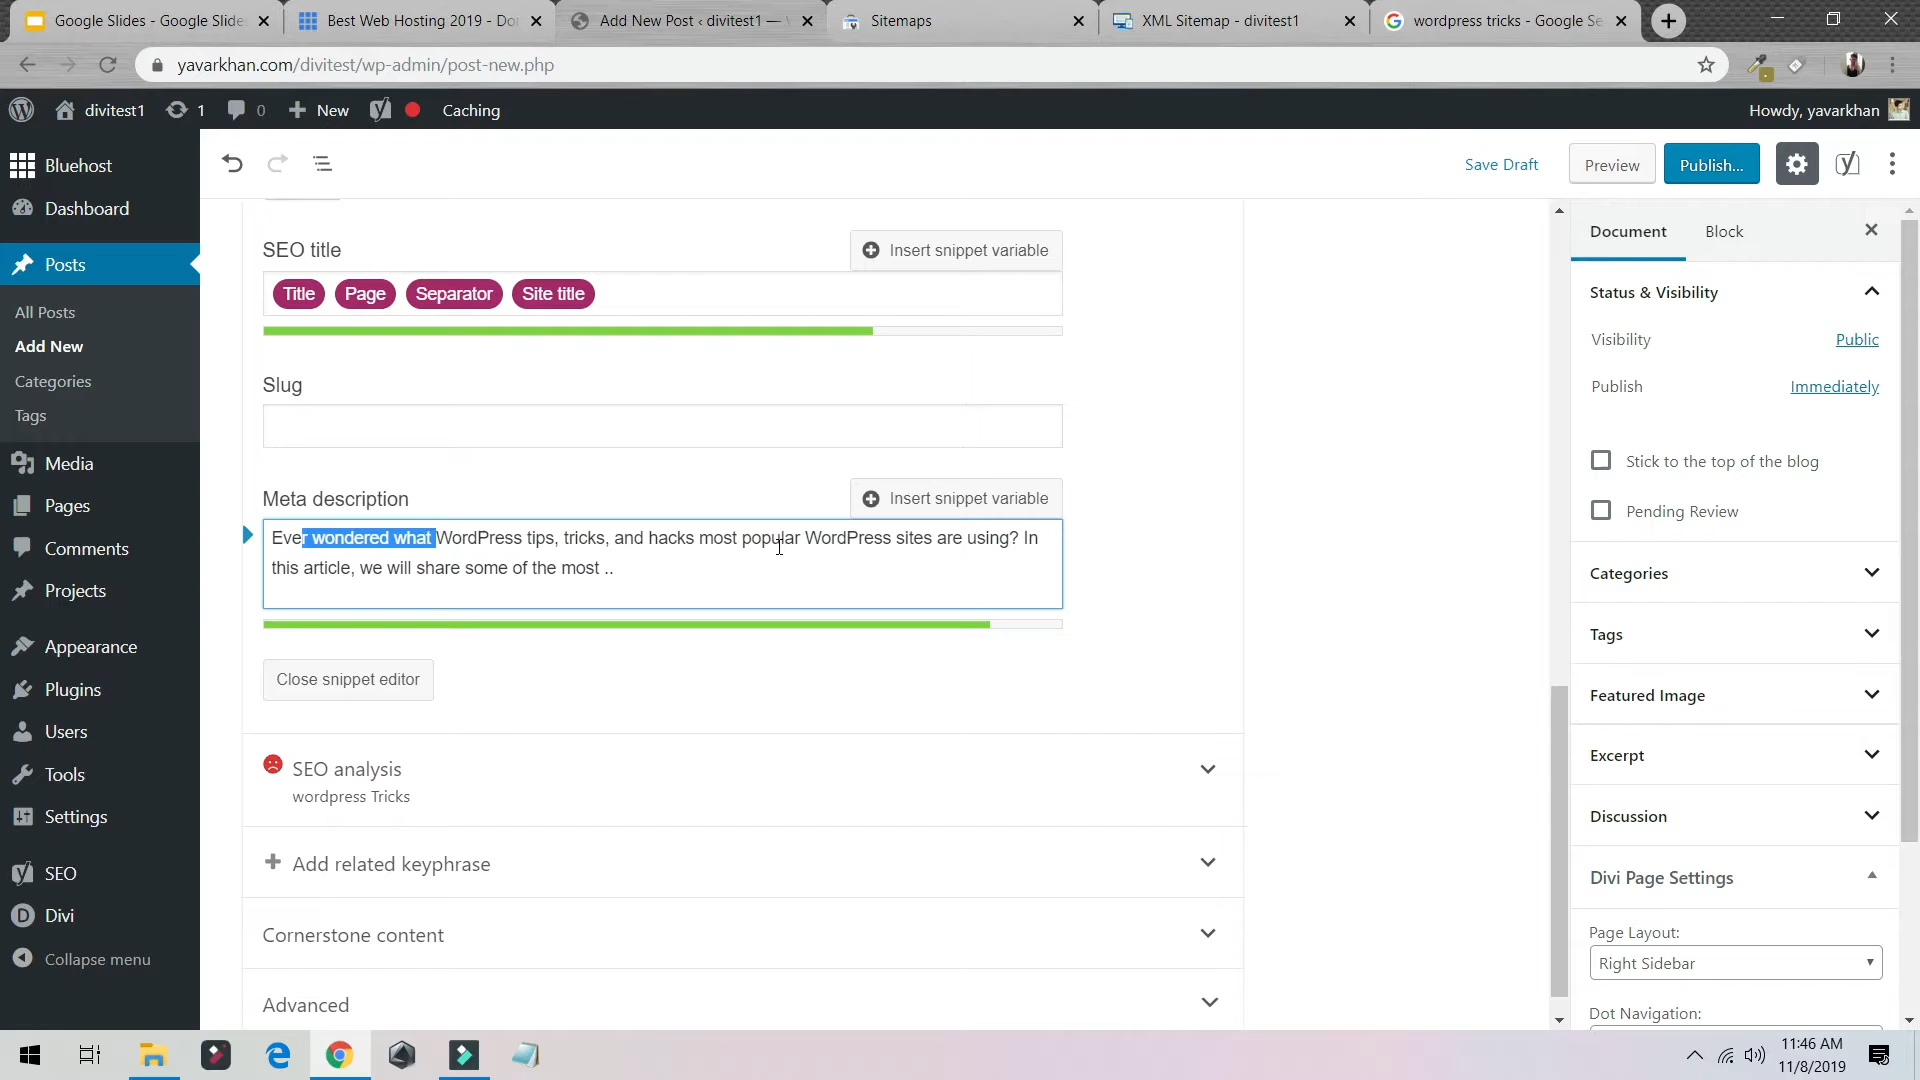 Google Slides - Google Slide
Best Web Hosting 2019 - Do
Add New Post ‹ divitest1 —
Sitemaps
XML Sitemap - divitest1
wordpress tricks - Google Se
yavarkhan.com/divitest/wp-admin/post-new.php
divitest1
1
0
New
Caching
Howdy, yavarkhan
Bluehost
Dashboard
Posts
All Posts
Add New
Categories
Tags
Media
Pages
Comments
Projects
Appearance
Plugins
Users
Tools
Settings
SEO
Divi
Collapse menu
Save Draft
Preview
Publish...
SEO title
Insert snippet variable
Title
Page
Separator
Site title
Slug
Meta description
Insert snippet variable
Ever wondered what WordPress tips, tricks, and hacks most popular WordPress sites are using? In
this article, we will share some of the most ..
Close snippet editor
SEO analysis
wordpress Tricks
Add related keyphrase
Cornerstone content
Advanced
Document
Block
Status & Visibility
Visibility
Public
Publish
Immediately
Stick to the top of the blog
Pending Review
Categories
Tags
Featured Image
Excerpt
Discussion
Divi Page Settings
Page Layout:
Right Sidebar
Dot Navigation:
11:46 AM
11/8/2019